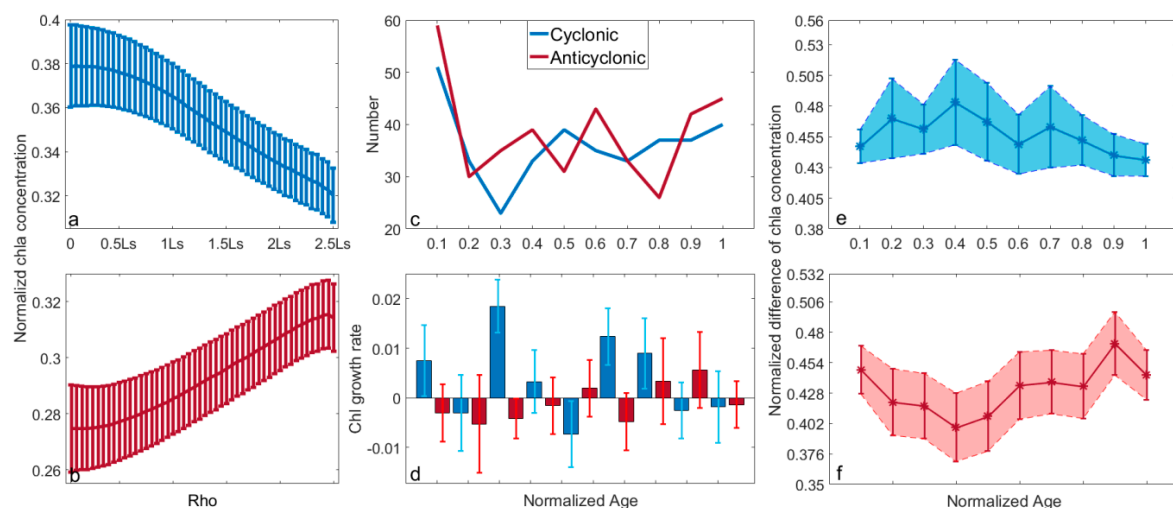 Normalizd chla concentration
0.4
0.38
0.36
0.34
0.32
a
0 0.5Ls 1Ls 1.5Ls 2Ls 2.5Ls
0.32
0.3
0.28
0.26
b
Rho
Number
60
50
40
30
20
Cyclonic
Anticyclonic
c
0.1 0.2 0.3 0.4 0.5 0.6 0.7 0.8 0.9 1
Chl growth rate
0.02
0.01
0
-0.01
d
Normalized Age
Normalized difference of chla concentration
0.56
0.53
0.505
0.48
0.455
0.43
0.405
0.38
e
0.1 0.2 0.3 0.4 0.5 0.6 0.7 0.8 0.9 1
0.532
0.506
0.48
0.454
0.428
0.402
0.376
0.35
f
Normalized Age